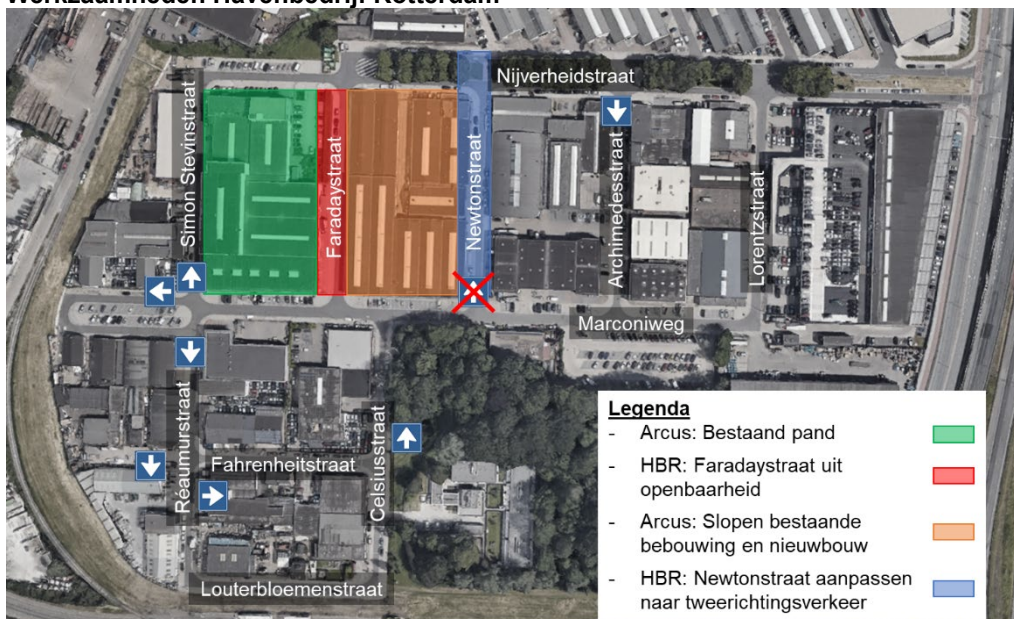 Werkzaamheden Havenbedrijf Rotterdam
Nijverheidstraat
Simon Stevinstraat
Faradaystraat
Newtonstraat
Archimedesstraat
Lorentzstraat
Marconiweg
Réaumurstraat
Fahrenheitstraat
Celsiusstraat
Louterbloemenstraat
Legenda
- Arcus: Bestaand pand
- HBR: Faradaystraat uit
openbaarheid
- Arcus: Slopen bestaande
bebouwing en nieuwbouw
- HBR: Newtonstraat aanpassen
naar tweerichtingsverkeer